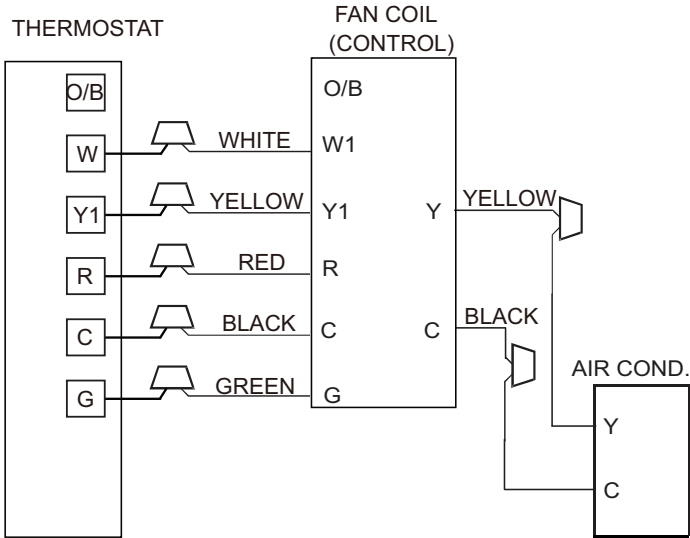 THERMOSTAT
FAN COIL
(CONTROL)
O/B
O/B
W
WHITE
W1
Y1
YELLOW
Y1
Y
YELLOW
R
RED
R
C
BLACK
C
C
BLACK
G
GREEN
G
AIR COND.
Y
C